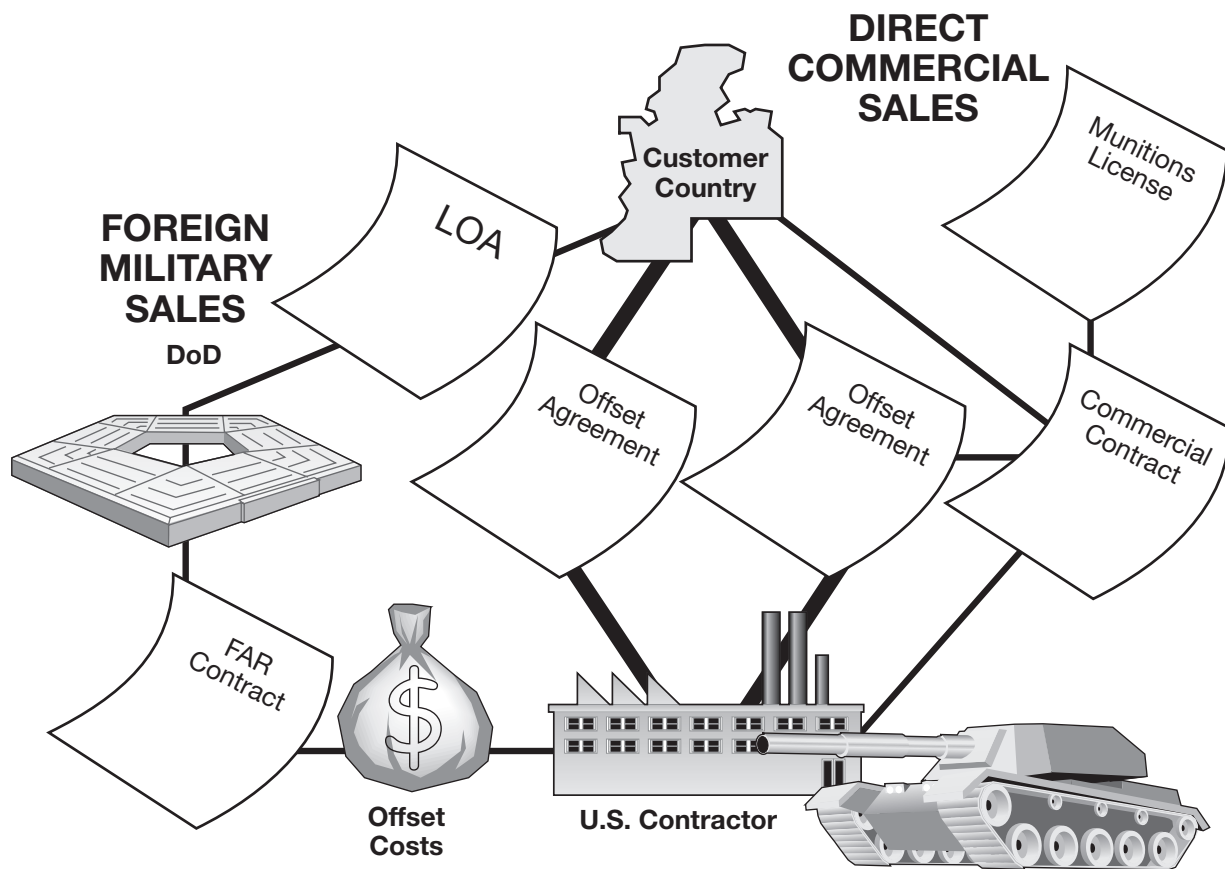 DIRECT
COMMERCIAL
SALES
Munitions
License
Customer
Country
LOA
FOREIGN
MILITARY
SALES
DoD
Offset
Agreement
Offset
Agreement
Commercial
Contract
FAR
Contract
$
Offset
Costs
U.S. Contractor